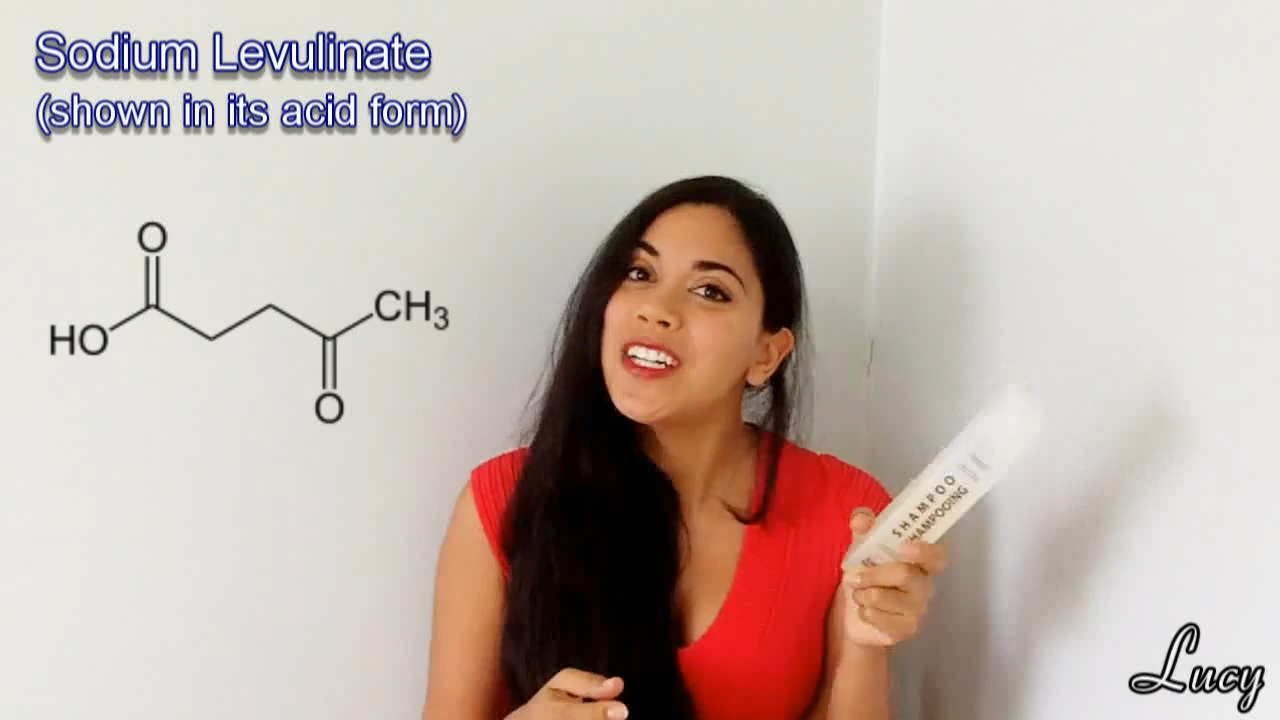 Sodium Levulinate
(shown in its acid form)
O
HO
CH3
O
SHAMPOO
SHAMPOOING
Lucy